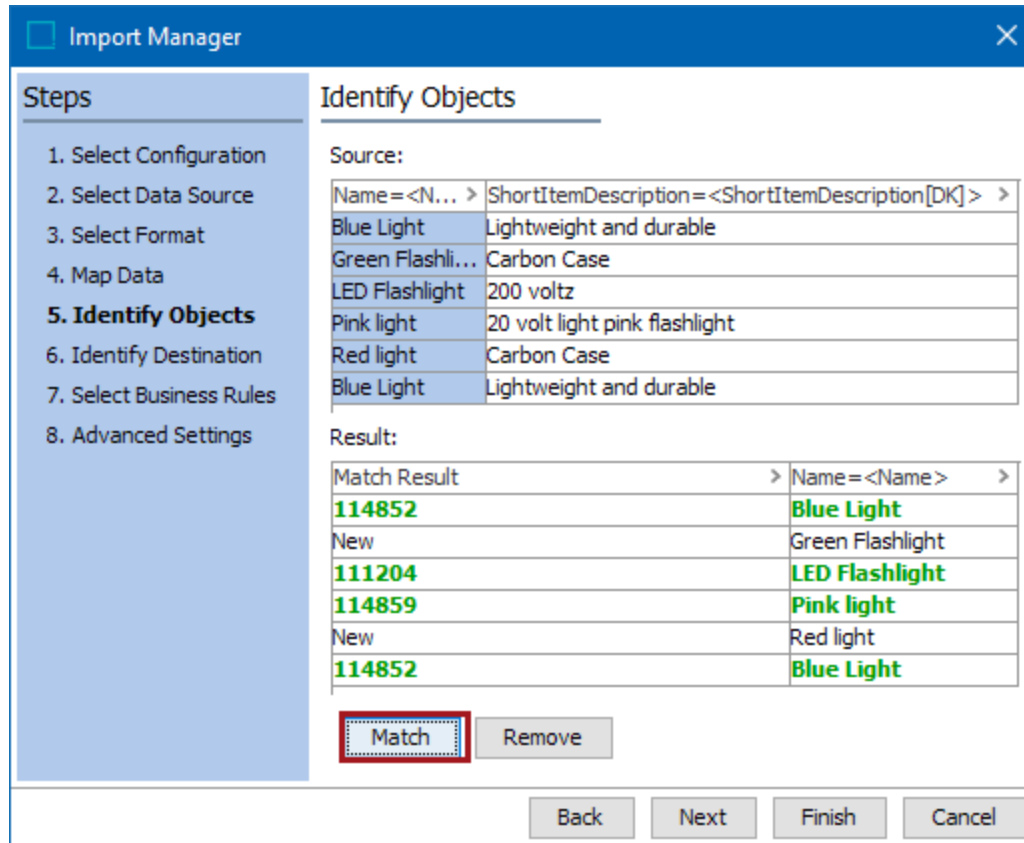 Import Manager
Steps
1. Select Configuration
2. Select Data Source
3. Select Format
4. Map Data
5. Identify Objects
6. Identify Destination
7. Select Business Rules
8. Advanced Settings
Identify Objects
Source:
Name=<N... > ShortItemDescription=<ShortItemDescription[DK]> >
Blue Light Lightweight and durable
Green Flashli... Carbon Case
LED Flashlight 200 voltz
Pink light 20 volt light pink flashlight
Red light Carbon Case
Blue Light Lightweight and durable
Result:
Match Result > Name=<Name> >
114852 Blue Light
New Green Flashlight
111204 LED Flashlight
114859 Pink light
New Red light
114852 Blue Light
Match Remove
Back Next Finish Cancel